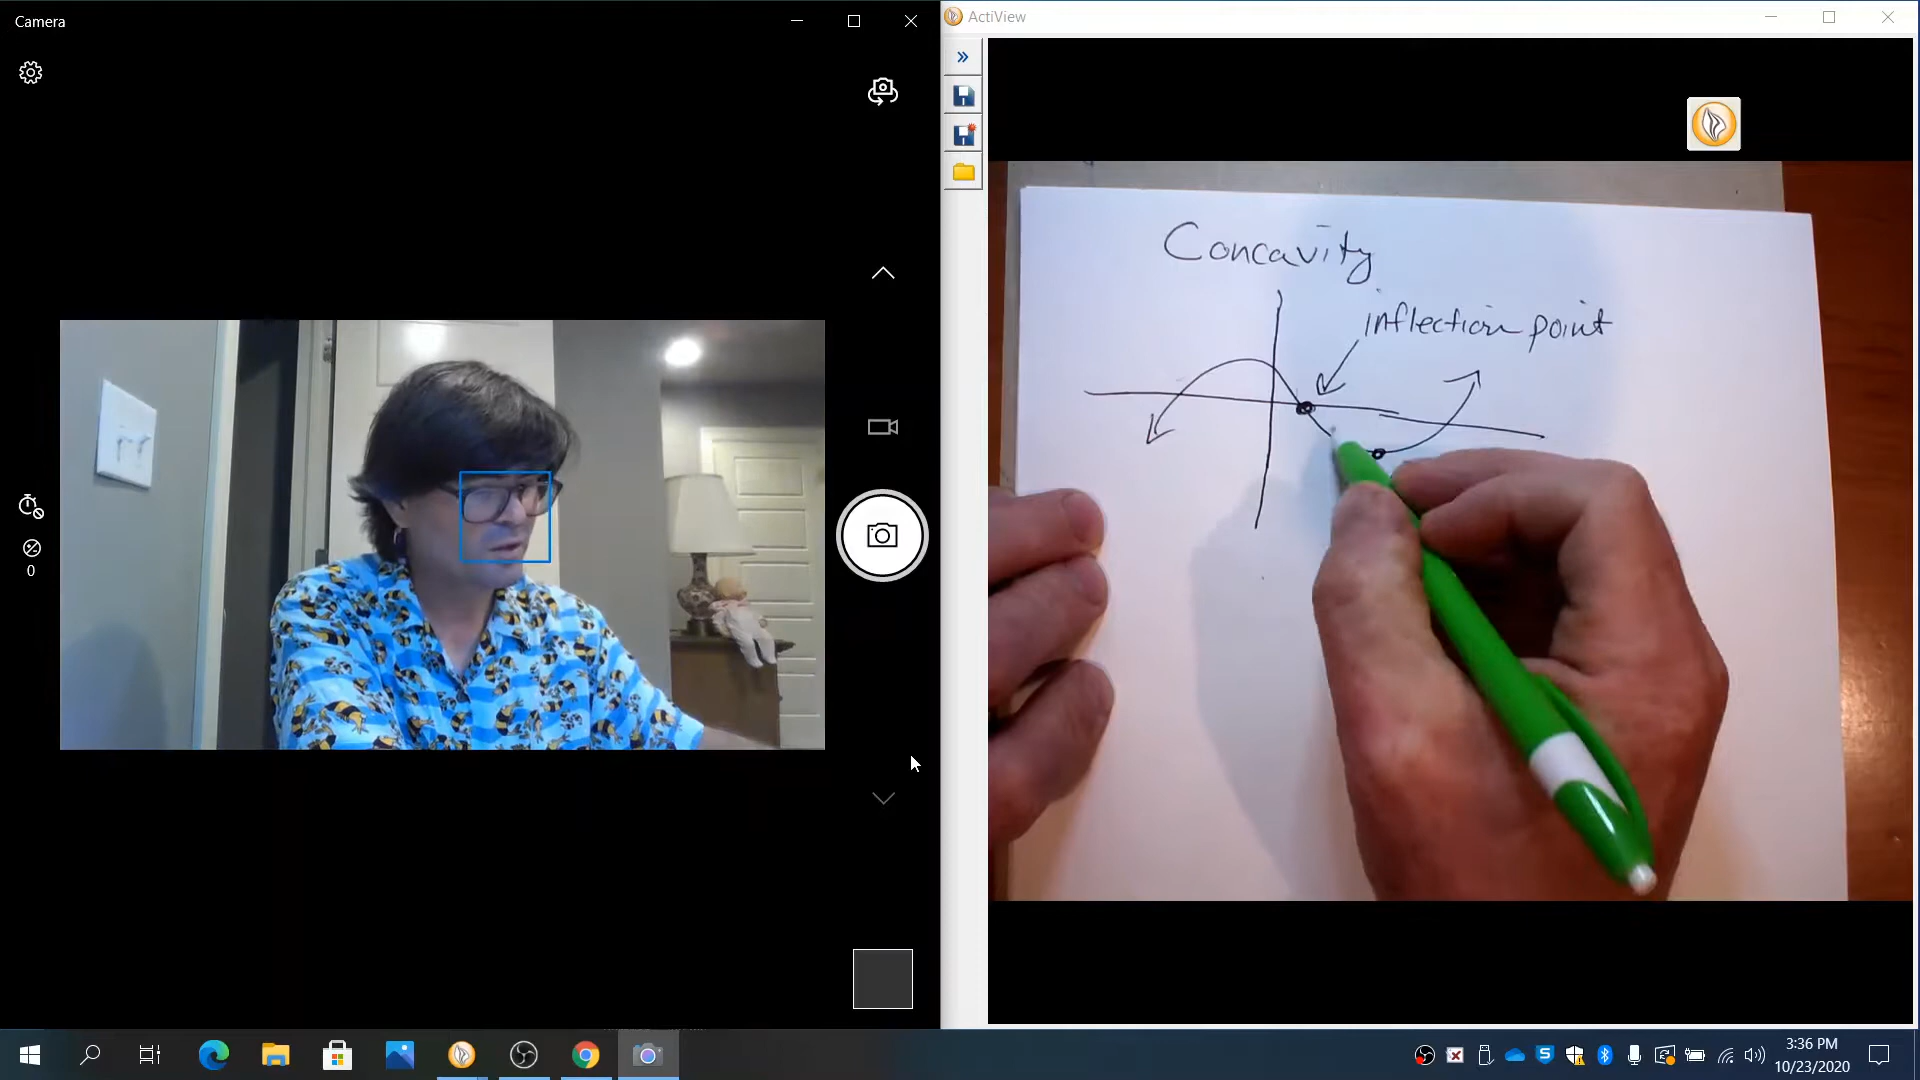 Camera
ActiView
0
Concavity
inflection point
3:36 PM
10/23/2020